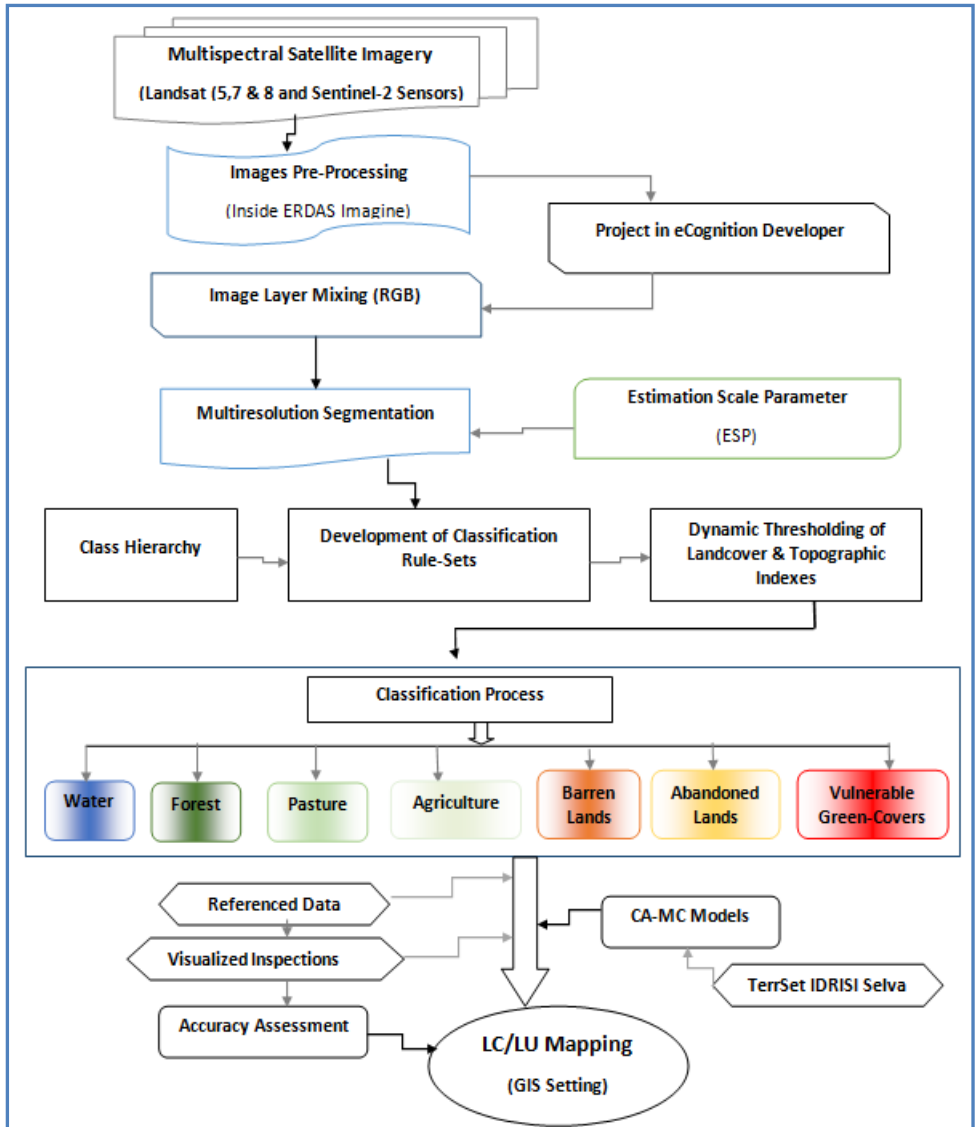 Multispectral Satellite Imagery
(Landsat (5,7 & 8 and Sentinel-2 Sensors)
Images Pre-Processing
(Inside ERDAS Imagine)
Project in eCognition Developer
Image Layer Mixing (RGB)
Multiresolution Segmentation
Estimation Scale Parameter
(ESP)
Class Hierarchy
Development of Classification
Rule-Sets
Dynamic Thresholding of
Landcover & Topographic
Indexes
Classification Process
Water
Forest
Pasture
Agriculture
Barren
Lands
Abandoned
Lands
Vulnerable
Green-Covers
Referenced Data
CA-MC Models
Visualized Inspections
TerrSet IDRISI Selva
Accuracy Assessment
LC/LU Mapping
(GIS Setting)